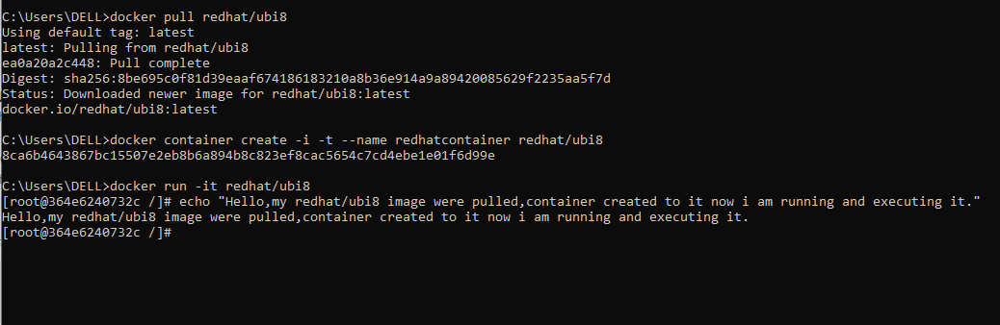 C:\Users\DELL>docker pull redhat/ubi8
Using default tag: latest
latest: Pulling from redhat/ubi8
ea0a20a2c448: Pull complete
Digest: sha256:8be695c0f81d39eaaf674186183210a8b36e914a9a89420085629f2235aa5f7d
Status: Downloaded newer image for redhat/ubi8:latest
docker.io/redhat/ubi8:latest
C:\Users\DELL>docker container create -i -t --name redhatcontainer redhat/ubi8
8ca6b4643867bc15507e2eb8b6a894b8c823ef8cac5654c7cd4ebe1e01f6d99e
C:\Users\DELL>docker run -it redhat/ubi8
[root@364e6240732c /]# echo "Hello,my redhat/ubi8 image were pulled,container created to it now i am running and executing it."
Hello,my redhat/ubi8 image were pulled,container created to it now i am running and executing it.
[root@364e6240732c /]#